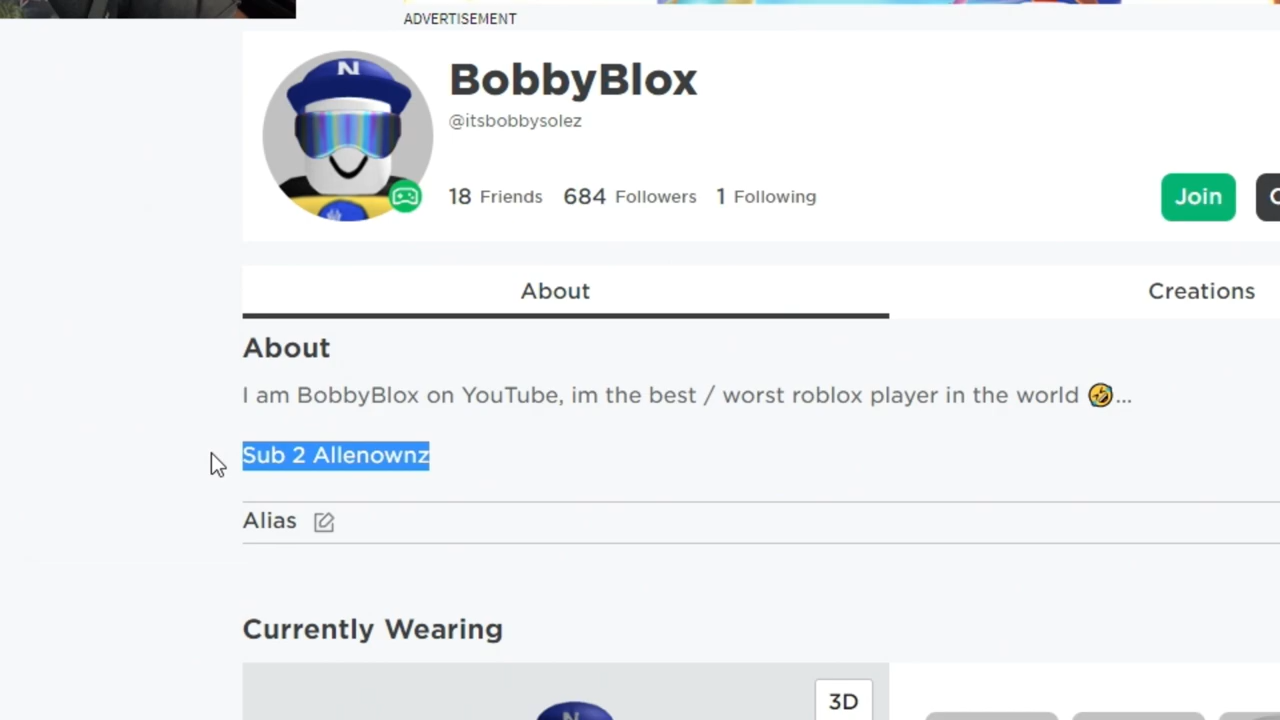 ADVERTISEMENT
N
BobbyBlox
@itsbobbysolez
18 Friends 684 Followers 1 Following
Join
About Creations
About
I am BobbyBlox on YouTube, im the best / worst roblox player in the world 🤣...
Sub 2 Allenownz
Alias
Currently Wearing
3D
N